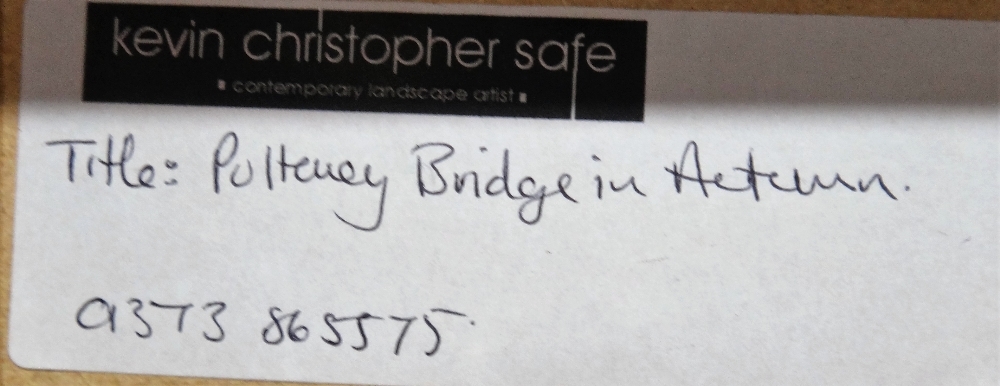 kevin christopher safe
▪ contemporary landscape artist ▪
Title: Pulteney Bridge in Autumn.
01373 865575